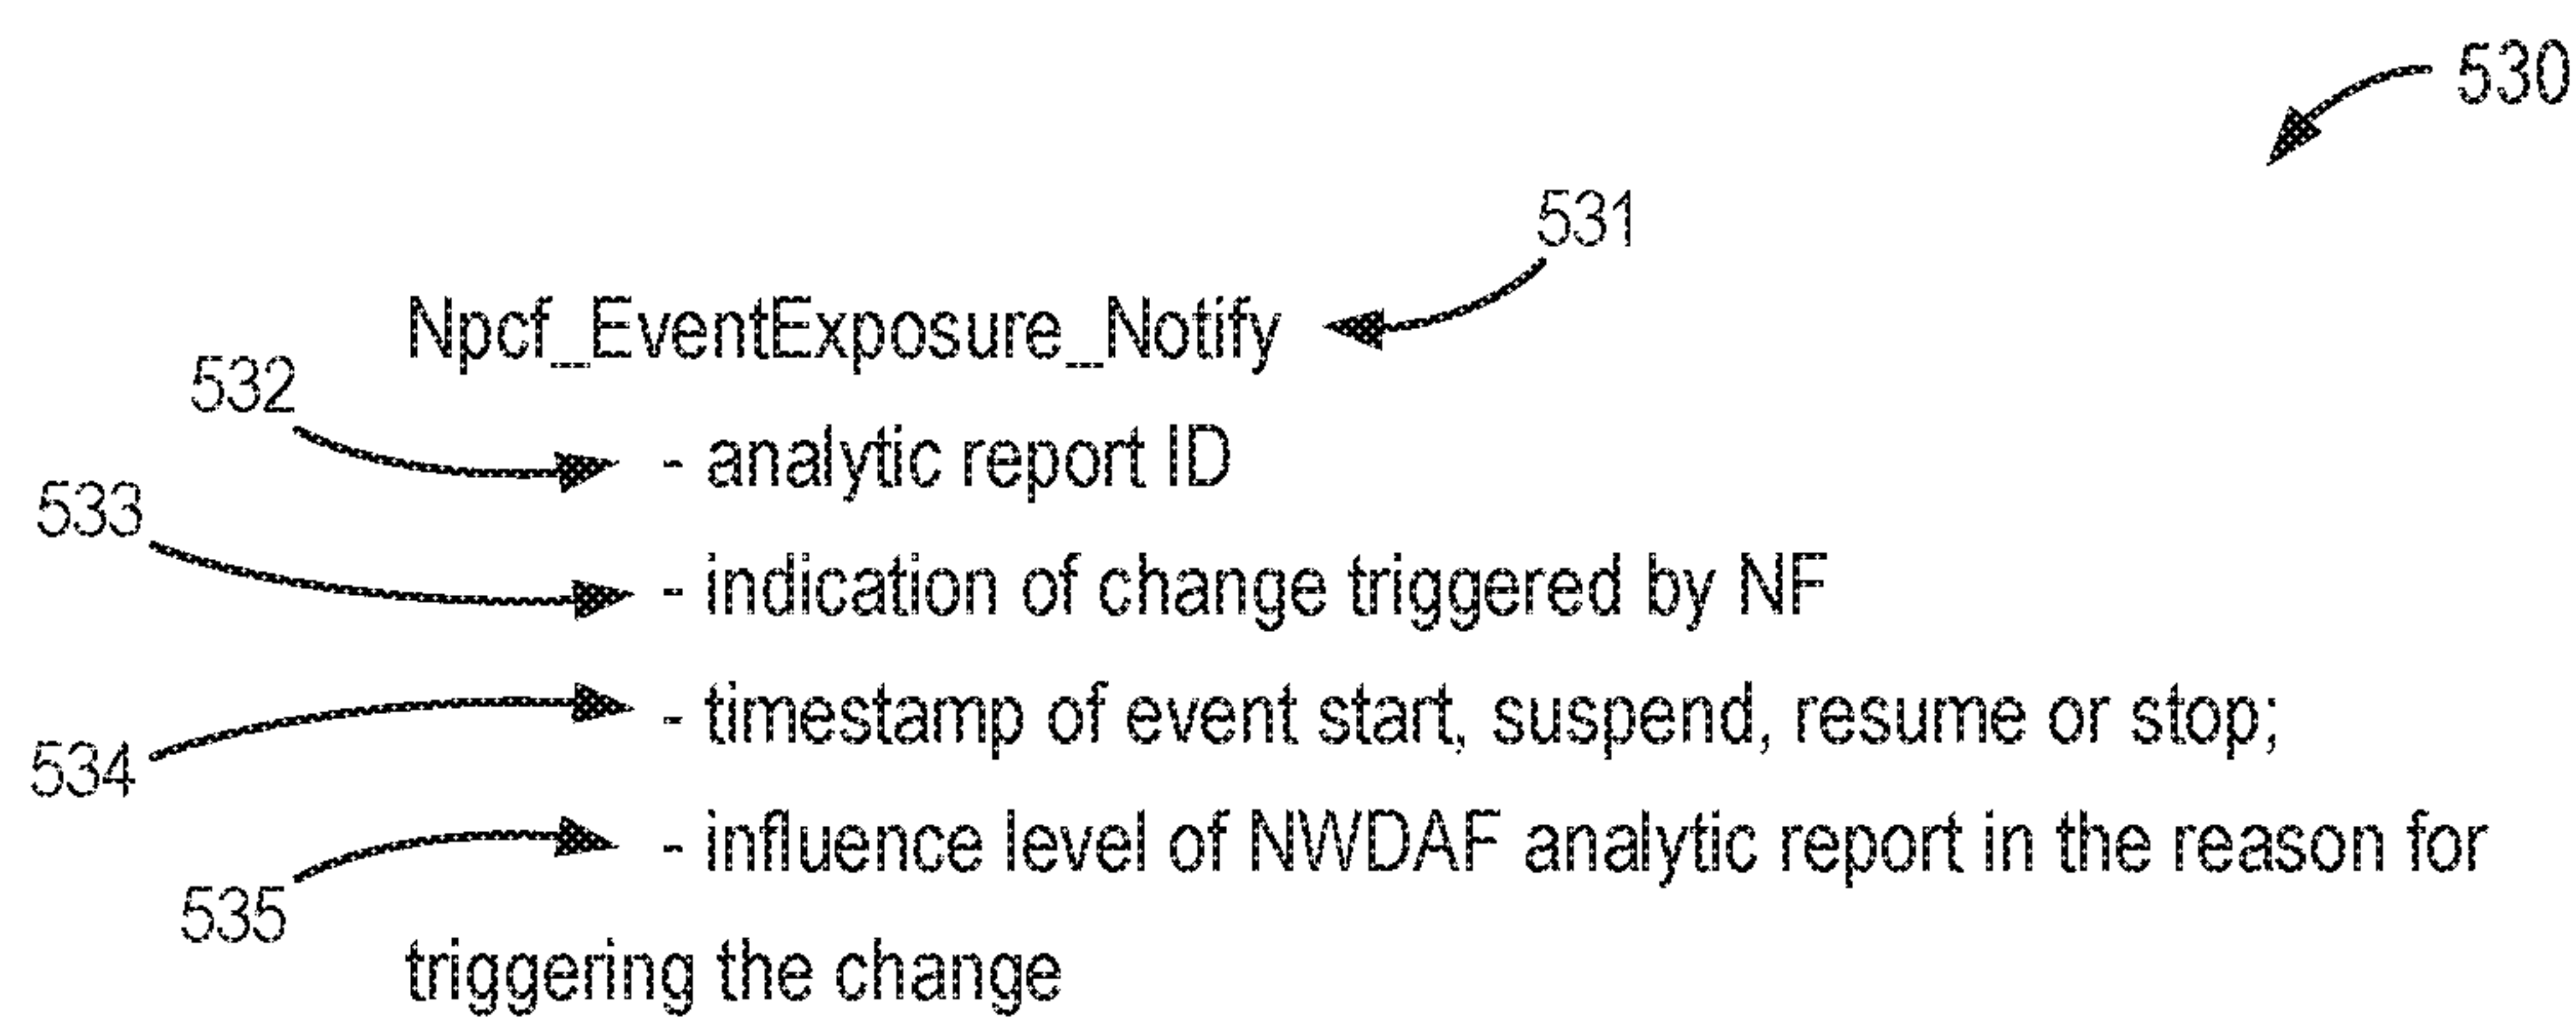 530
531
Npcf_EventExposure_Notify
532
- analytic report ID
533
- indication of change triggered by NF
534
- timestamp of event start, suspend, resume or stop;
535
- influence level of NWDAF analytic report in the reason for
triggering the change